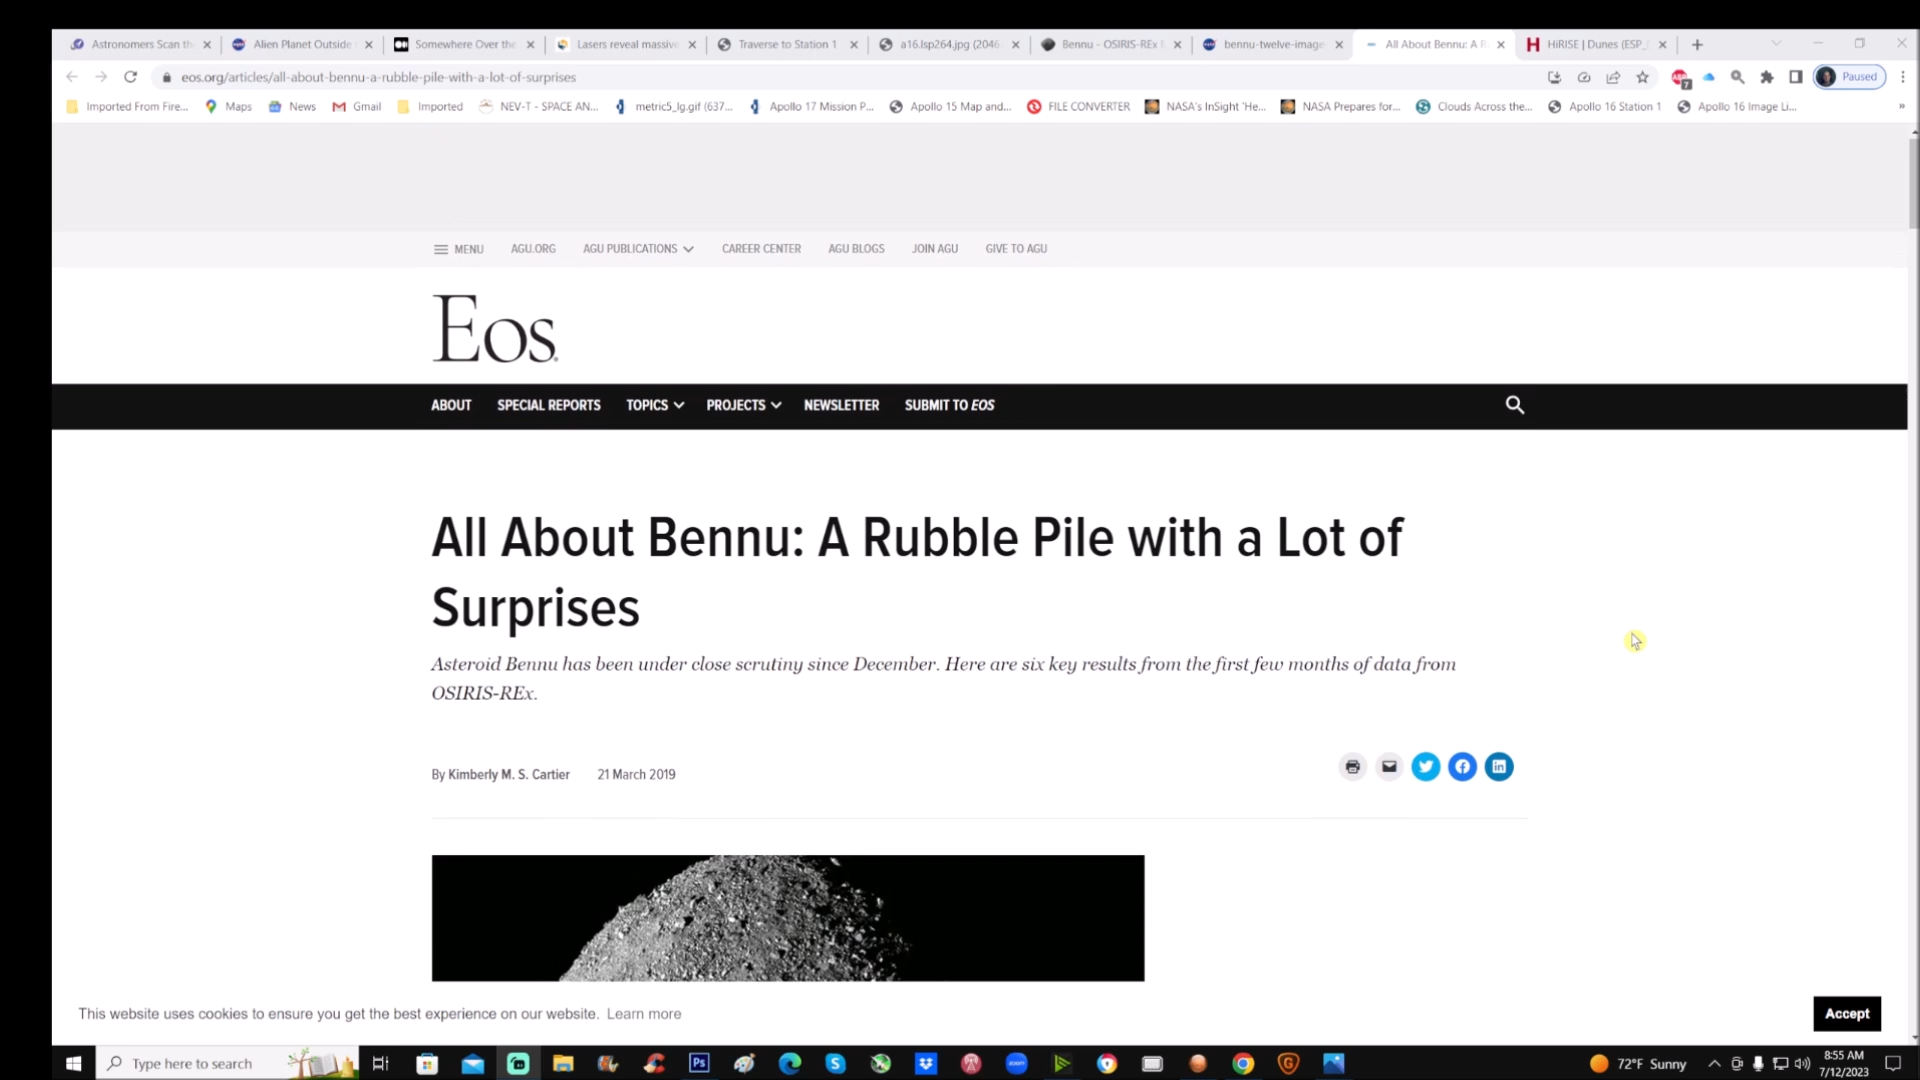 Astronomers Scan th
Alien Planet Outside
Somewhere Over the
Lasers reveal massive
Traverse to Station 1
a16.lsp264.jpg (2046
Bennu - OSIRIS-REx
bennu-twelve-image
All About Bennu: A R
HiRISE | Dunes (ESP_
eos.org/articles/all-about-bennu-a-rubble-pile-with-a-lot-of-surprises
7
Paused
Imported From Fire...
Maps
News
Gmail
Imported
NEV-T - SPACE AN...
metric5_lg.gif (637...
Apollo 17 Mission P...
Apollo 15 Map and...
FILE CONVERTER
NASA's InSight 'He...
NASA Prepares for...
Clouds Across the...
Apollo 16 Station 1
Apollo 16 Image Li...
»
MENU
AGU.ORG
AGU PUBLICATIONS
CAREER CENTER
AGU BLOGS
JOIN AGU
GIVE TO AGU
Eos
ABOUT
SPECIAL REPORTS
TOPICS
PROJECTS
NEWSLETTER
SUBMIT TO EOS
All About Bennu: A Rubble Pile with a Lot of
Surprises
Asteroid Bennu has been under close scrutiny since December. Here are six key results from the first few months of data from
OSIRIS-REx.
By Kimberly M. S. Cartier
21 March 2019
This website uses cookies to ensure you get the best experience on our website. Learn more
Accept
Type here to search
Ps
72°F Sunny
8:55 AM
7/12/2023